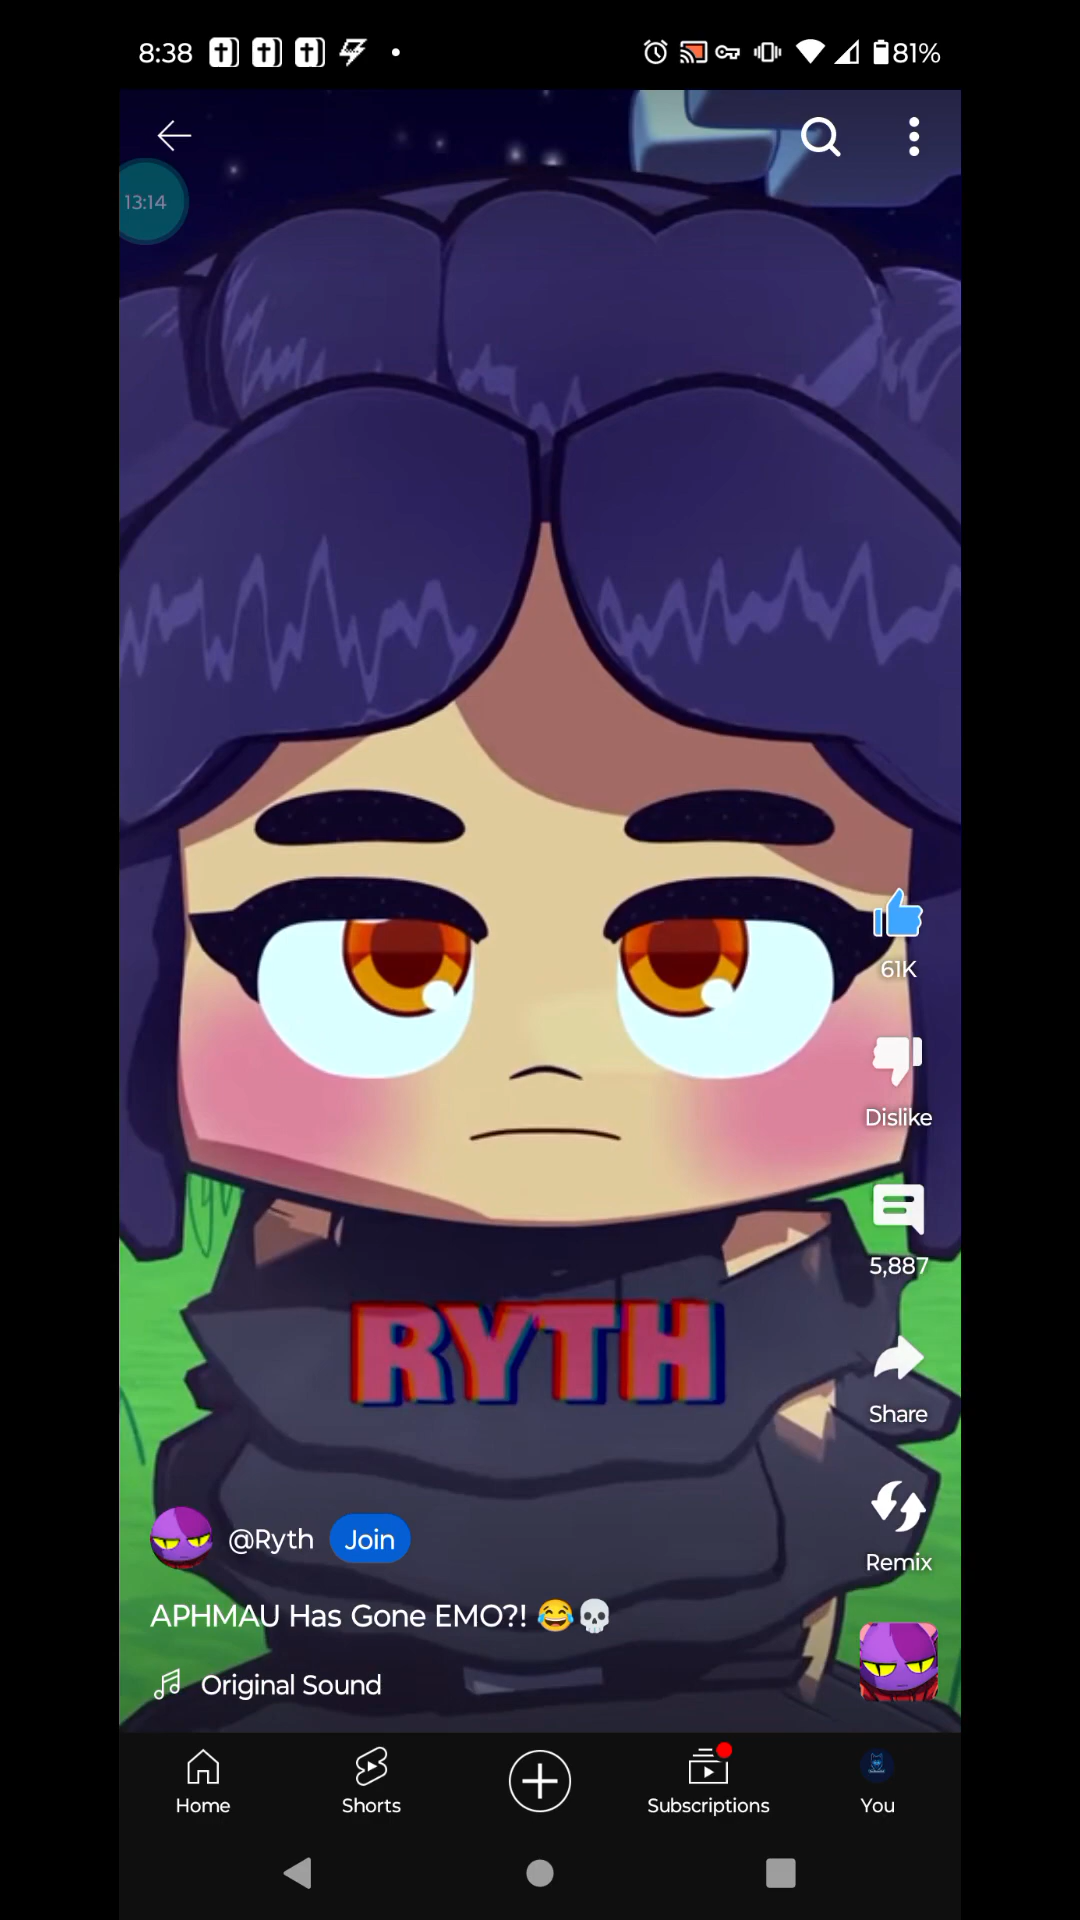 8:38
81%
13:14
61K
Dislike
5,887
RYTH
Share
@Ryth
Join
Remix
APHMAU Has Gone EMO?! 😂💀
Original Sound
Home
Shorts
Subscriptions
You